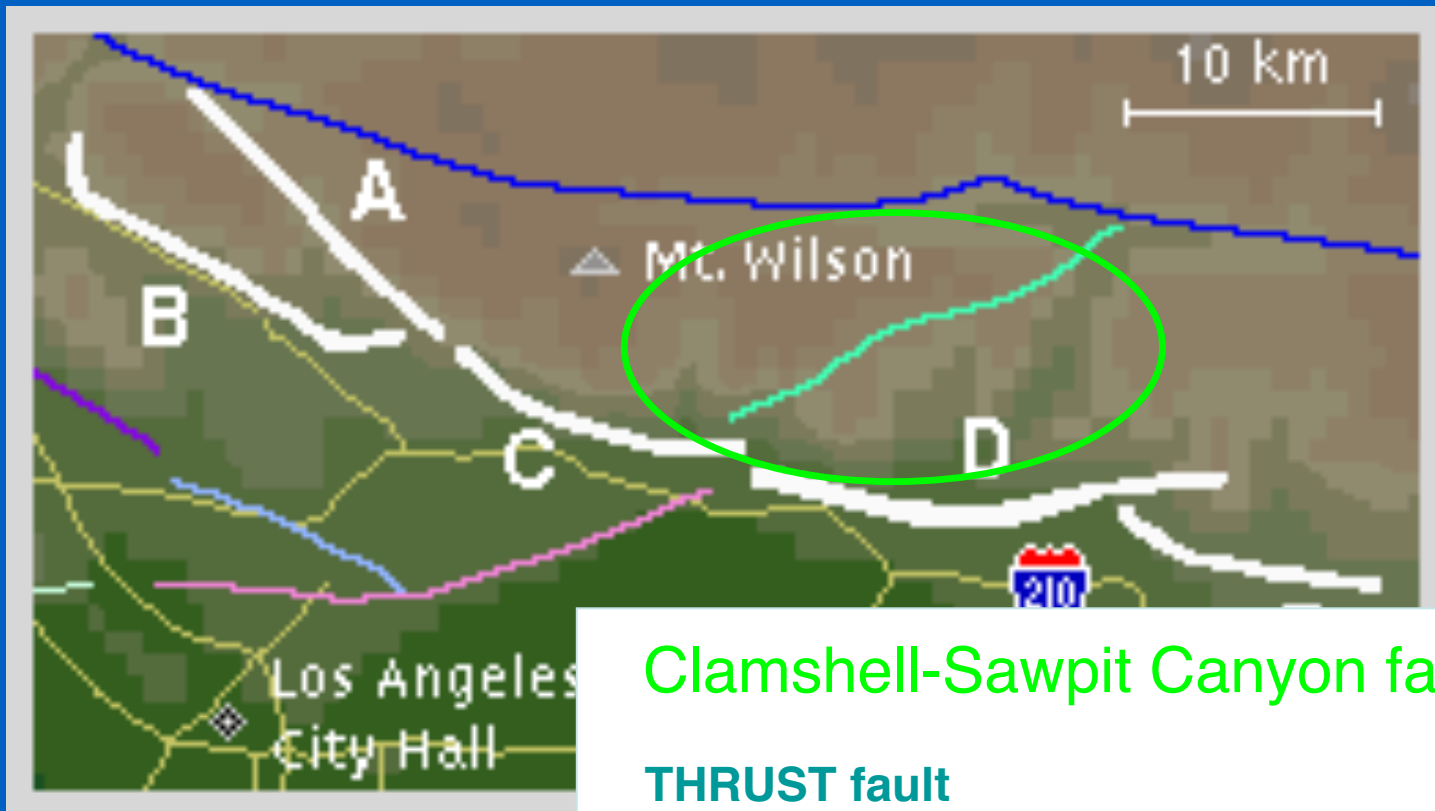 10 km
A
Mt. Wilson
B
C
D
210
Los Angeles
City Hall
Clamshell-Sawpit Canyon fa
THRUST fault